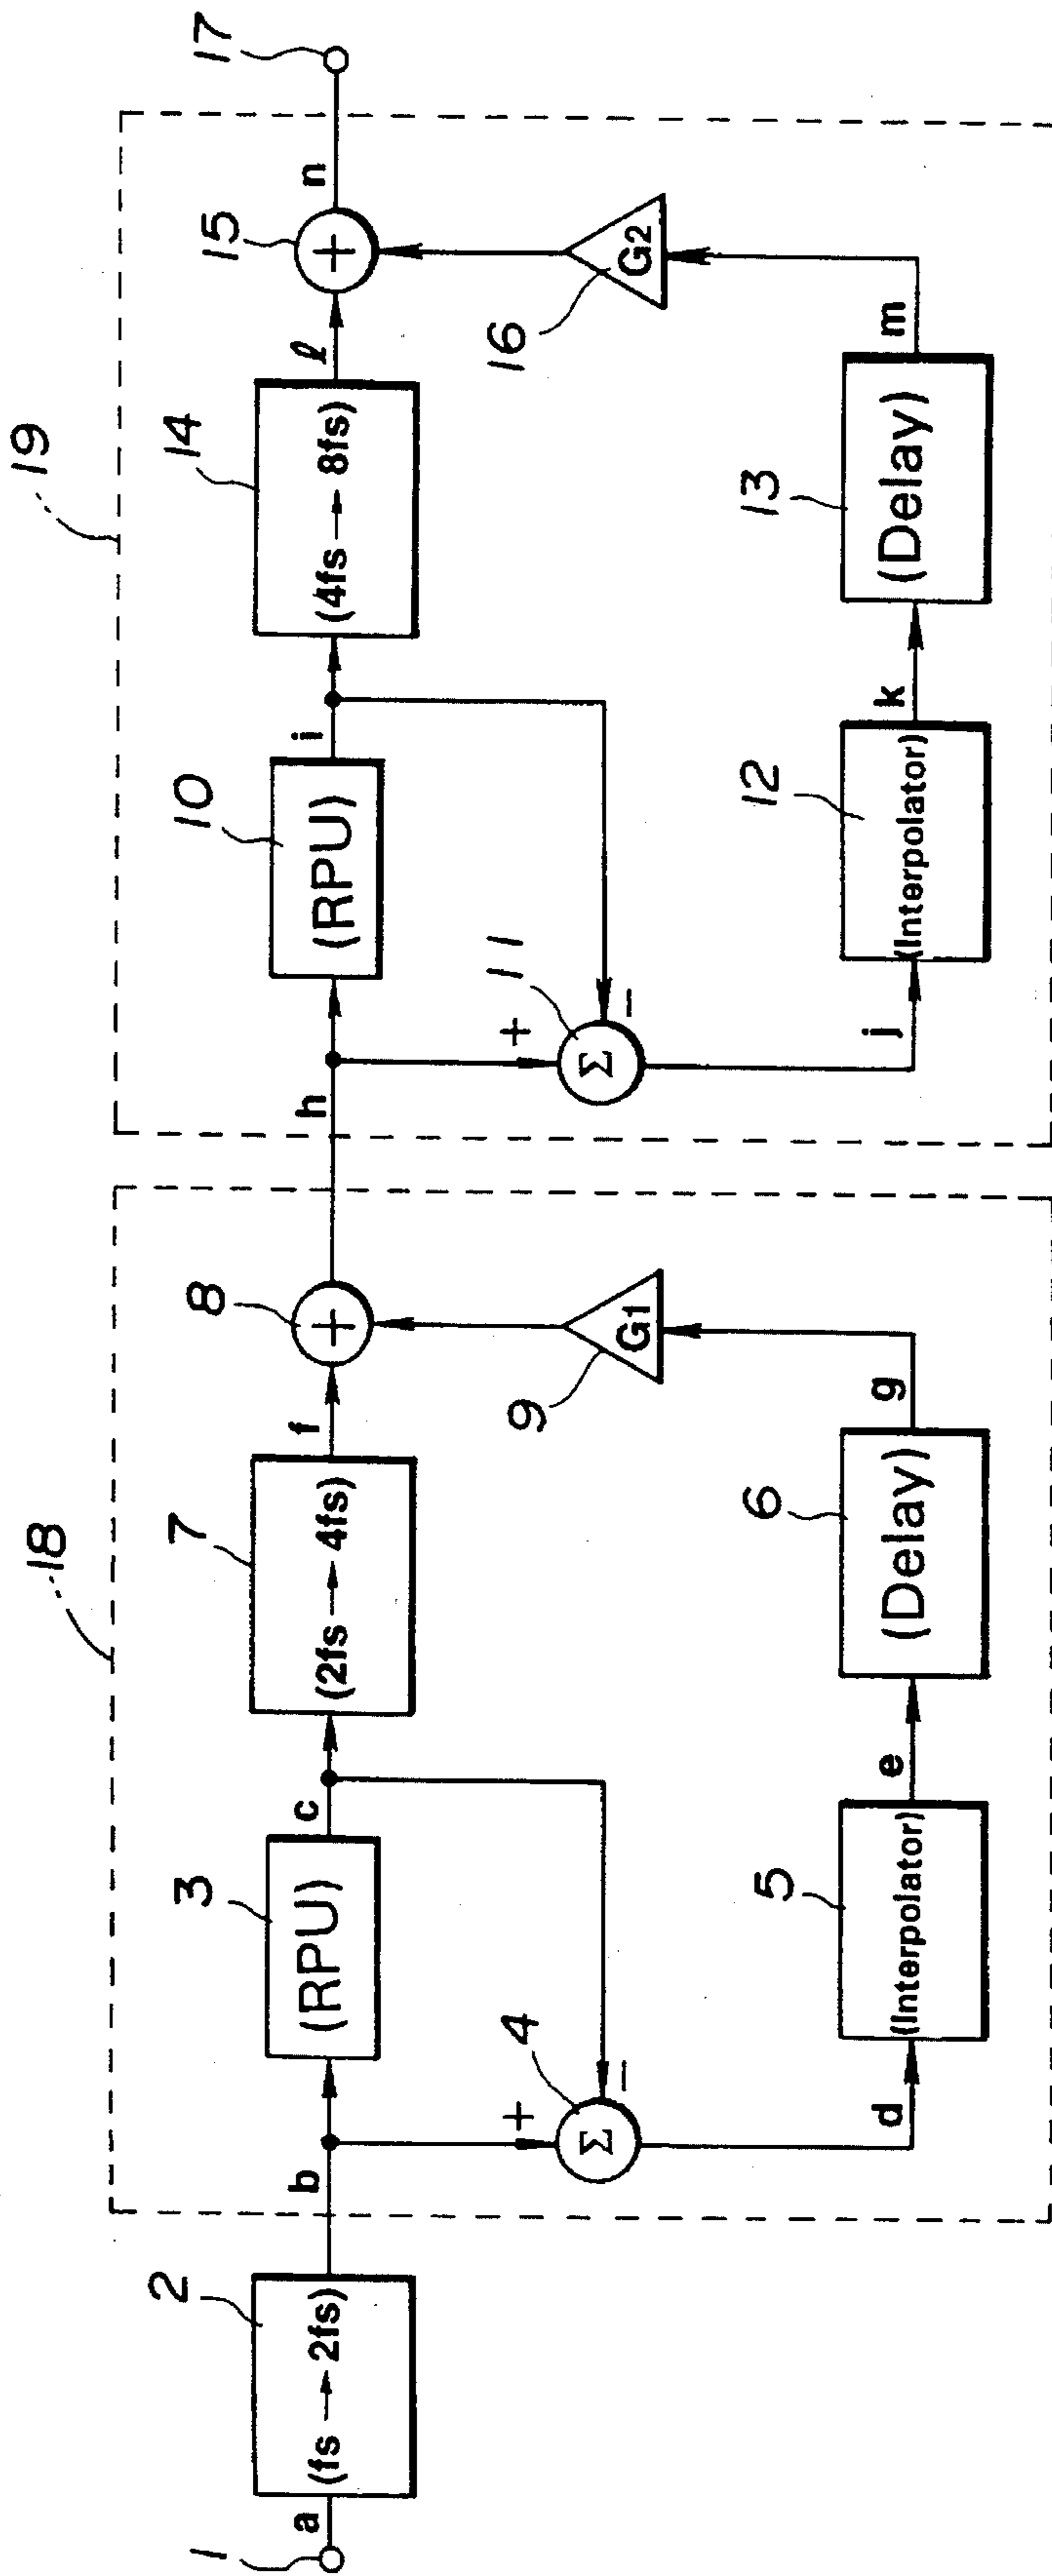 18
19
1
a
2
(fs → 2fs)
b
3
(RPU)
c
7
(2fs → 4fs)
f
8
+
h
10
(RPU)
i
14
(4fs → 8fs)
ℓ
15
+
n
17
+
4
Σ
−
9
G1
+
11
Σ
−
16
G2
d
5
(Interpolator)
e
6
(Delay)
g
j
12
(Interpolator)
k
13
(Delay)
m